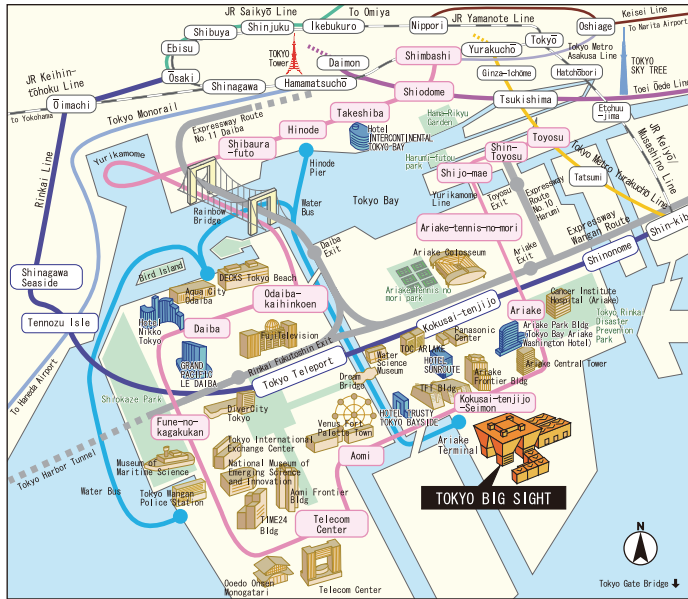 JR Saikyō Line
To Omiya
JR Yamanote Line
Keisei Line
To Narita Airport
Shibuya
Shinjuku
Ikebukuro
Nippori
Oshiage
Ebisu
TOKYO
Tower
Daimon
Shimbashi
Yurakuchō
Tokyō
Tokyo Metro
Asakusa Line
TOKYO
SKY TREE
JR Keihin-
tōhoku Line
Ōsaki
Shinagawa
Hamamatsuchō
Ginza-Itchōme
Hatchōbori
Ōimachi
to Yokohama
Tokyo Monorail
Shiodome
Tsukishima
Toei Ōede Line
Expressway Route
No.11 Daiba
Takeshiba
Hama-Rikyu
Garden
Etchuu
-jima
Hinode
Hotel
INTERCONTINENTAL
TOKYO BAY
Toyosu
JR Keiyō/
Musashino Line
Rinkai Line
Yurikamome
Shibaura
-futo
Harumi-futou
park
Shin-
Toyosu
Tokyo Metro Yurakucho Line
Hinode
Pier
Shijo-mae
Tatsumi
Rainbow
Bridge
Water
Bus
Tokyo Bay
Yurikamome
Line
Toyosu
Exit
Expressway
Route
No.10
Harumi
Expressway
Wangan Route
Shin-kib
Ariake-tennis-no-mori
Daiba Exit
Ariake
Exit
Shinonome
Bird Island
DECKS Tokyo Beach
Ariake Colosseum
Shinagawa
Seaside
Aqua City
Odaiba
Odaiba-
kaihinkoen
Ariake tennis no
mori park
Cancer Institute
Hospital (Ariake)
Tennozu Isle
Hotel
Nikko
Tokyo
Daiba
FujiTelevision
Kokusai-tenjijo
Ariake
Tokyo Rinkai
Disaster
Prevention
Park
Panasonic
Center
TOC ARIAKE
Ariake Park Bldg
(Tokyo Bay Ariake
Washington Hotel)
Rinkai Fukutoshin Exit
GRAND
PACIFIC
LE DAIBA
Water
Science
Museum
HOTEL
SUNROUTE
Ariake
Frontier Bldg
Ariake Central Tower
To Haneda Airport
Tokyo Teleport
Dream
Bridge
TFT Bldg
Shiokaze Park
DiverCity
Tokyo
HOTEL TRUSTY
TOKYO BAYSIDE
Kokusai-tenjijo
-Seimon
Fune-no-
kagakukan
Venus Fort
Palette Town
Tokyo International
Exchange Center
Ariake
Terminal
Tokyo Harbor Tunnel
Museum of
Maritime Science
National Museum of
Emerging Science
and Innovation
Aomi
Water Bus
Tokyo Wangan
Police Station
Aomi Frontier
Bldg
TOKYO BIG SIGHT
TIME24
Bldg
Telecom
Center
N
Ooedo Onsen
Monogatari
Telecom Center
Tokyo Gate Bridge ↓